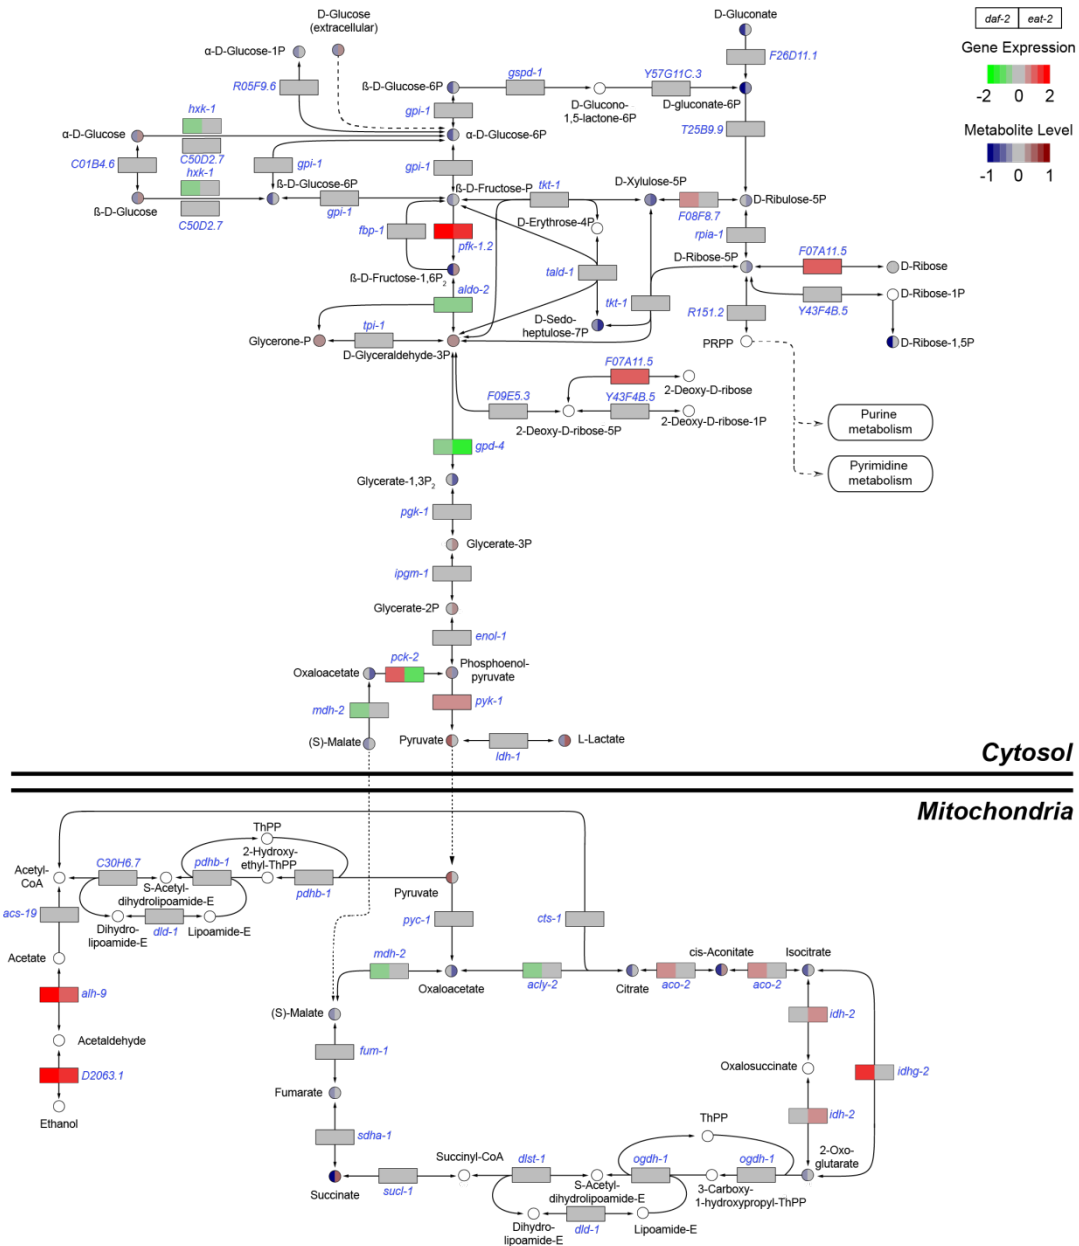 D-Glucose
(extracellular)
D-Gluconate
daf-2 eat-2
Gene Expression
-2 0 2
Metabolite Level
-1 0 1
α-D-Glucose-1P
F26D11.1
R05F9.6
ß-D-Glucose-6P
gspd-1
Y57G11C.3
D-Glucono-
1,5-lactone-6P
D-gluconate-6P
hxk-1
gpi-1
α-D-Glucose
α-D-Glucose-6P
T25B9.9
C50D2.7
C01B4.6
hxk-1
gpi-1
gpi-1
ß-D-Glucose-6P
ß-D-Fructose-P
tkt-1
D-Xylulose-5P
ß-D-Glucose
gpi-1
D-Ribulose-5P
C50D2.7
F08F8.7
D-Erythrose-4P
fbp-1
pfk-1.2
rpia-1
F07A11.5
D-Ribose-5P
D-Ribose
ß-D-Fructose-1,6P2
tald-1
aldo-2
D-Ribose-1P
tkt-1
Y43F4B.5
R151.2
D-Sedo-
heptulose-7P
tpi-1
Glycerone-P
D-Glyceraldehyde-3P
PRPP
D-Ribose-1,5P
F07A11.5
F09E5.3
2-Deoxy-D-ribose
Y43F4B.5
2-Deoxy-D-ribose-5P
2-Deoxy-D-ribose-1P
Purine
metabolism
gpd-4
Pyrimidine
metabolism
Glycerate-1,3P2
pgk-1
Glycerate-3P
ipgm-1
Glycerate-2P
enol-1
pck-2
Oxaloacetate
Phosphoenol-
pyruvate
mdh-2
pyk-1
(S)-Malate
Pyruvate
L-Lactate
ldh-1
Cytosol
Mitochondria
ThPP
2-Hydroxy-
ethyl-ThPP
C30H6.7
pdhb-1
Acetyl-
CoA
S-Acetyl-
dihydrolipoamide-E
pdhb-1
Pyruvate
acs-19
Dihydro-
lipoamide-E
dld-1
Lipoamide-E
pyc-1
cts-1
Acetate
mdh-2
cis-Aconitate
Isocitrate
Oxaloacetate
acly-2
Citrate
aco-2
aco-2
alh-9
(S)-Malate
idh-2
Acetaldehyde
fum-1
Oxalosuccinate
idhg-2
D2063.1
Fumarate
Ethanol
idh-2
ThPP
sdha-1
Succinyl-CoA
dlst-1
ogdh-1
ogdh-1
2-Oxo-
glutarate
S-Acetyl-
dihydrolipoamide-E
3-Carboxy-
1-hydroxypropyl-ThPP
Succinate
sucl-1
Dihydro-
lipoamide-E
dld-1
Lipoamide-E